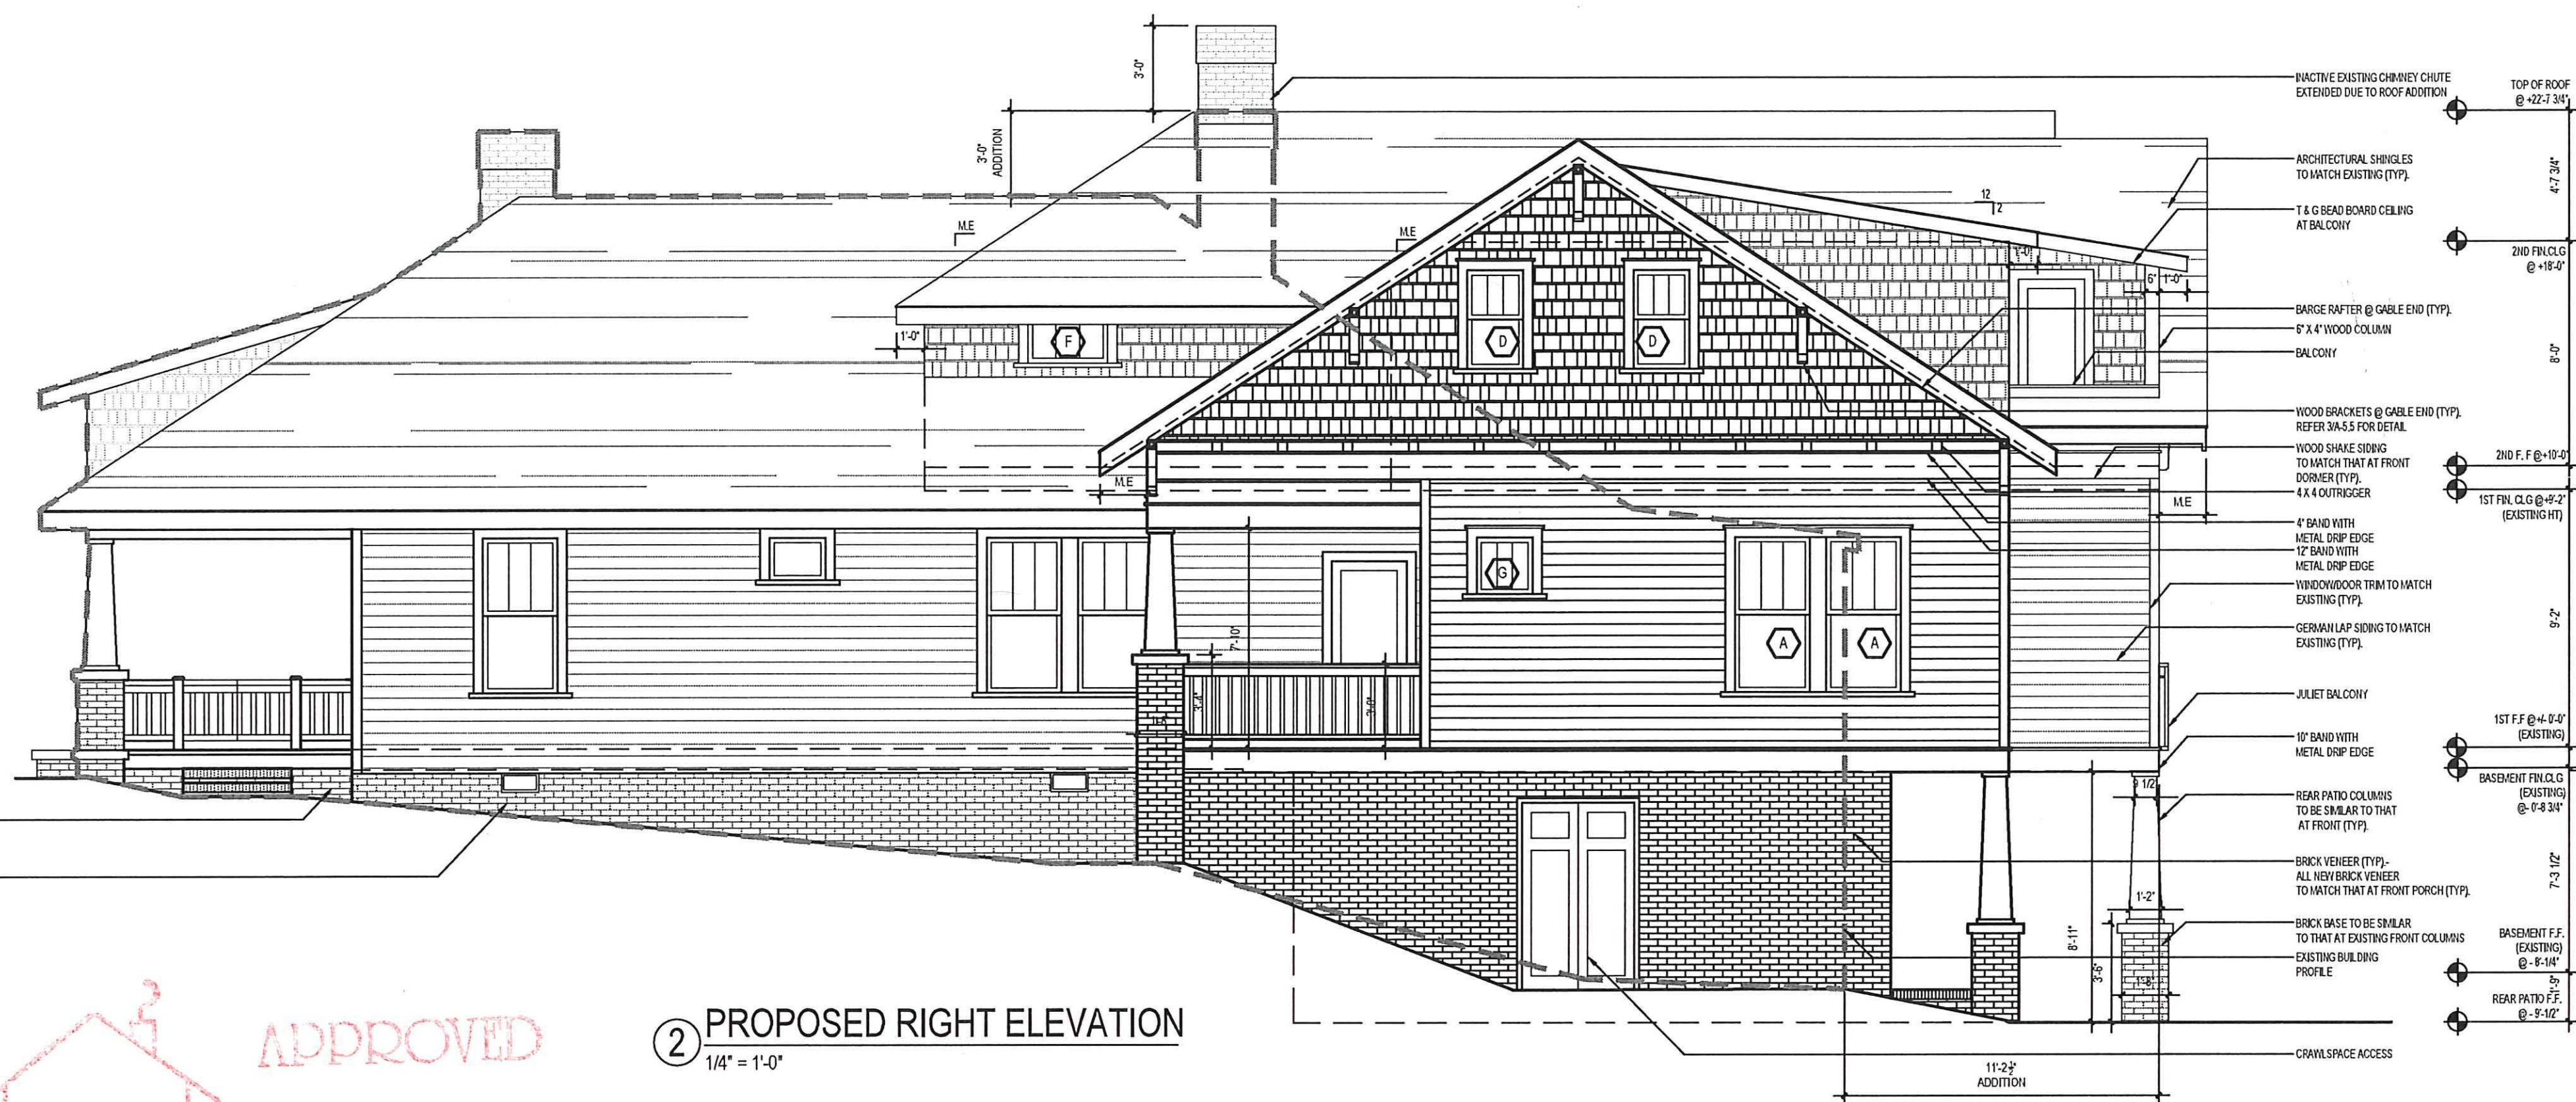 3'-0"
INACTIVE EXISTING CHIMNEY CHUTE
EXTENDED DUE TO ROOF ADDITION
TOP OF ROOF
@ +22'-7 3/4"
3'-0"
ADDITION
ARCHITECTURAL SHINGLES
TO MATCH EXISTING (TYP).
4'-7 3/4"
12
2
T & G BEAD BOARD CEILING
AT BALCONY
M.E
M.E
1'-0"
2ND FIN.CLG
@ +18'-0"
6"
1'-0"
BARGE RAFTER @ GABLE END (TYP).
6" X 4" WOOD COLUMN
BALCONY
1'-0"
F
D
D
8'-0"
WOOD BRACKETS @ GABLE END (TYP).
REFER 3/A-5.5 FOR DETAIL
WOOD SHAKE SIDING
TO MATCH THAT AT FRONT
DORMER (TYP).
4 X 4 OUTRIGGER
2ND F. F @+10'-0"
M.E
M.E
1ST FIN. CLG @+9'-2"
(EXISTING HT)
4" BAND WITH
METAL DRIP EDGE
12" BAND WITH
METAL DRIP EDGE
G
WINDOW/DOOR TRIM TO MATCH
EXISTING (TYP).
9'-2"
GERMAN LAP SIDING TO MATCH
EXISTING (TYP).
7'-10"
A
A
3'-4"
3'-0"
JULIET BALCONY
1ST F.F @+/- 0'-0"
(EXISTING)
10" BAND WITH
METAL DRIP EDGE
BASEMENT FIN.CLG
(EXISTING)
@- 0'-8 3/4"
9 1/2"
REAR PATIO COLUMNS
TO BE SIMILAR TO THAT
AT FRONT (TYP).
BRICK VENEER (TYP).-
ALL NEW BRICK VENEER
TO MATCH THAT AT FRONT PORCH (TYP).
7'-3 1/2"
1'-2"
BRICK BASE TO BE SIMILAR
TO THAT AT EXISTING FRONT COLUMNS
BASEMENT F.F.
(EXISTING)
@ - 8'-1/4"
EXISTING BUILDING
PROFILE
8'-11"
3'-6"
1'-8"
REAR PATIO F.F.
@ - 9'-1/2"
APPROVED
2
PROPOSED RIGHT ELEVATION
1/4" = 1'-0"
CRAWLSPACE ACCESS
11'-2½"
ADDITION